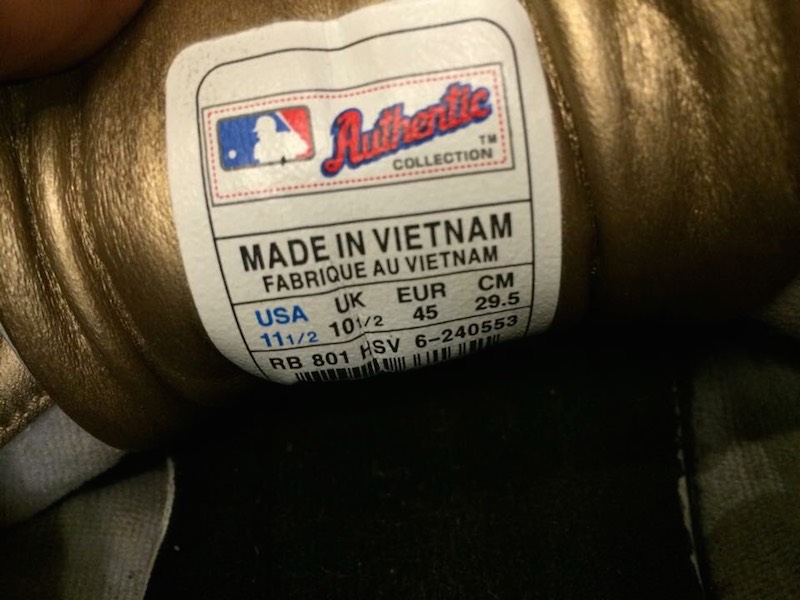 Authentic™
COLLECTION
MADE IN VIETNAM
FABRIQUE AU VIETNAM
USA UK EUR CM
11 1/2 10 1/2 45 29.5
RB 801 HSV 6-240553